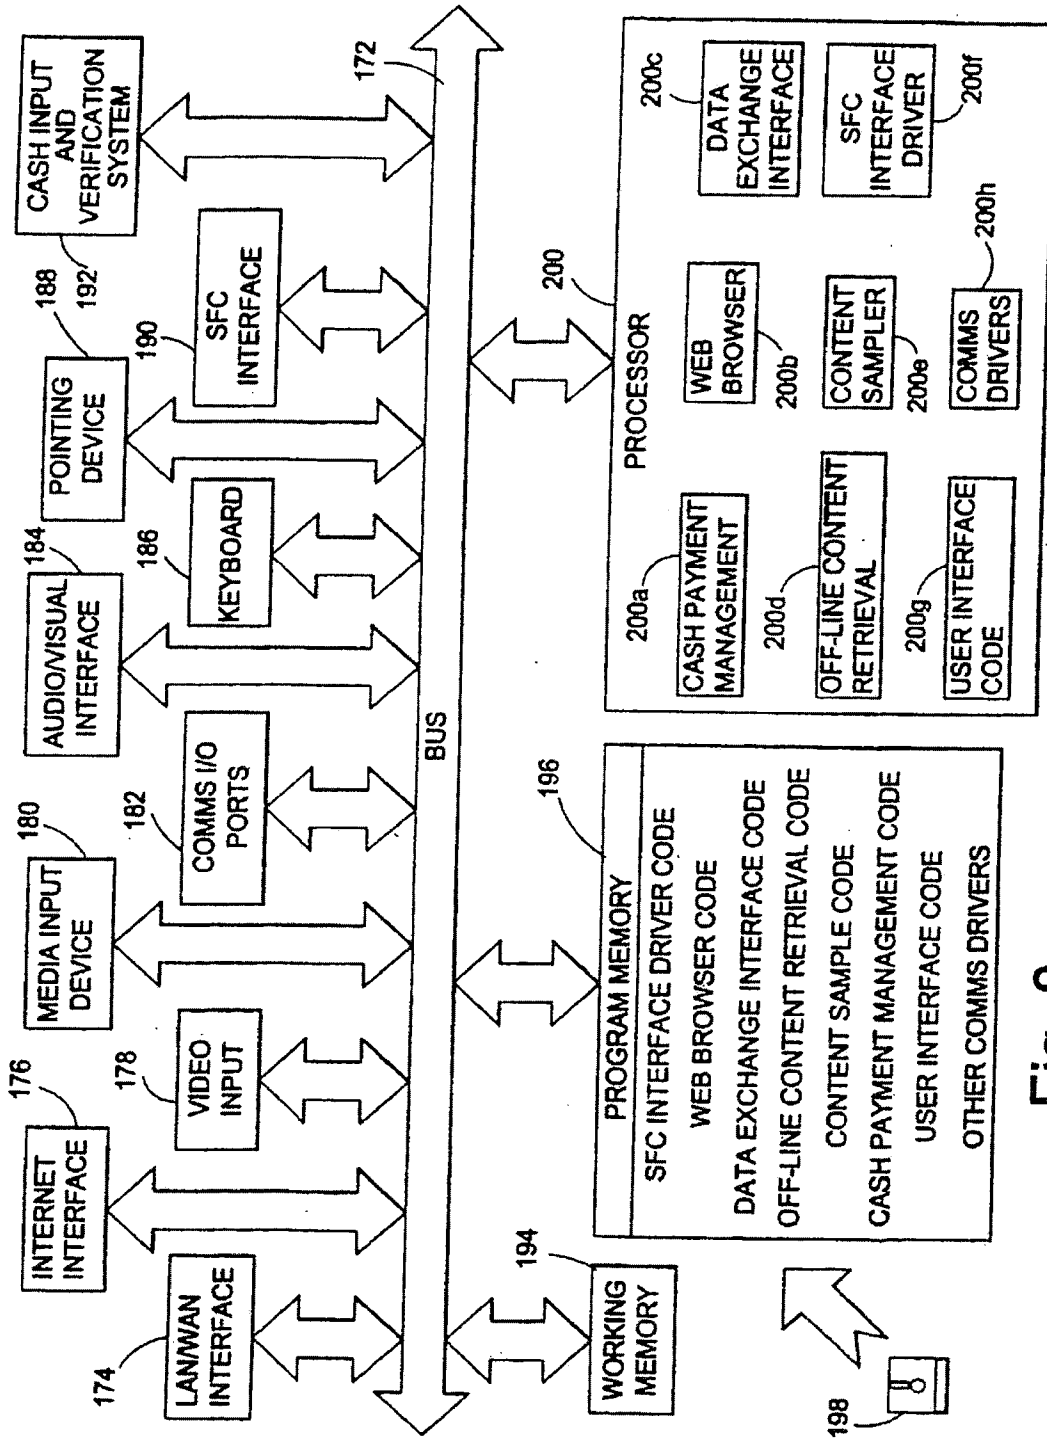 174
LAN/WAN
INTERFACE
INTERNET
INTERFACE
176
178
VIDEO
INPUT
MEDIA INPUT
DEVICE
180
182
COMMS I/O
PORTS
AUDIO/VISUAL
INTERFACE
184
186
KEYBOARD
POINTING
DEVICE
188
190
SFC
INTERFACE
CASH INPUT
AND
VERIFICATION
SYSTEM
192
172
BUS
194
WORKING
MEMORY
198
196
PROGRAM MEMORY
SFC INTERFACE DRIVER CODE
WEB BROWSER CODE
DATA EXCHANGE INTERFACE CODE
OFF-LINE CONTENT RETRIEVAL CODE
CONTENT SAMPLE CODE
CASH PAYMENT MANAGEMENT CODE
USER INTERFACE CODE
OTHER COMMS DRIVERS
200
PROCESSOR
200a
CASH PAYMENT
MANAGEMENT
WEB
BROWSER
200b
DATA
EXCHANGE
INTERFACE
200c
200d
OFF-LINE CONTENT
RETRIEVAL
CONTENT
SAMPLER
200e
SFC
INTERFACE
DRIVER
200f
200g
USER INTERFACE
CODE
COMMS
DRIVERS
200h
Fig.